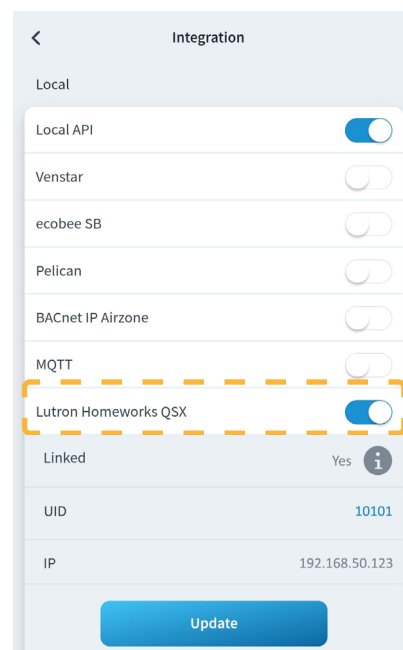 Integration
Local
Local API
Venstar
ecobee SB
Pelican
BACnet IP Airzone
MQTT
Lutron Homeworks QSX
Linked Yes i
UID 10101
IP 192.168.50.123
Update